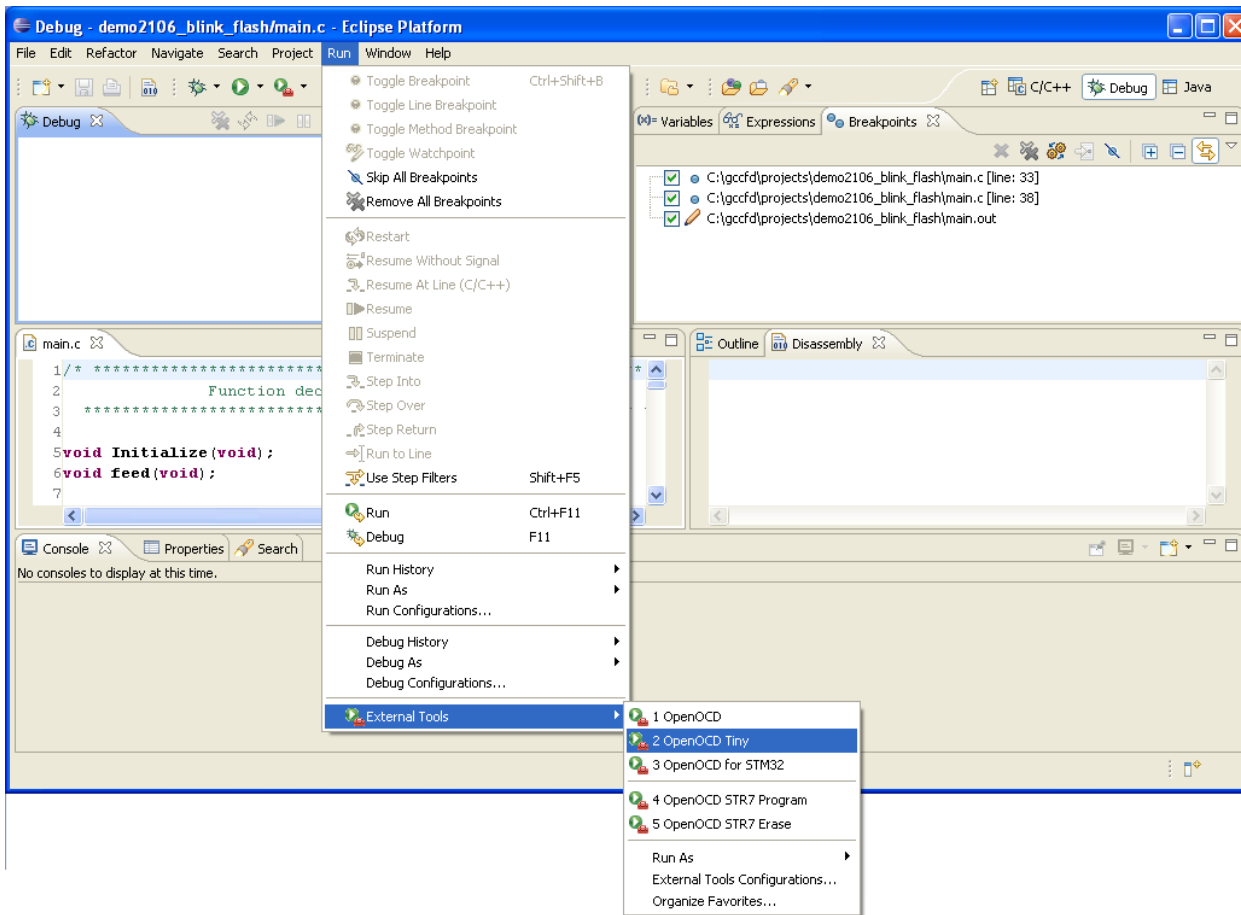 Debug - demo2106_blink_flash/main.c - Eclipse Platform
File Edit Refactor Navigate Search Project Run Window Help
C/C++ Debug Java
Debug
Toggle Breakpoint Ctrl+Shift+B
Toggle Line Breakpoint
Toggle Method Breakpoint
Toggle Watchpoint
Skip All Breakpoints
Remove All Breakpoints
Restart
Resume Without Signal
Resume At Line (C/C++)
Resume
Suspend
Terminate
Step Into
Step Over
Step Return
Run to Line
Use Step Filters Shift+F5
Run Ctrl+F11
Debug F11
Run History
Run As
Run Configurations...
Debug History
Debug As
Debug Configurations...
External Tools
1 OpenOCD
2 OpenOCD Tiny
3 OpenOCD for STM32
4 OpenOCD STR7 Program
5 OpenOCD STR7 Erase
Run As
External Tools Configurations...
Organize Favorites...
(x)= Variables Expressions Breakpoints
C:\gccfd\projects\demo2106_blink_flash\main.c [line: 33]
C:\gccfd\projects\demo2106_blink_flash\main.c [line: 38]
C:\gccfd\projects\demo2106_blink_flash\main.out
main.c
1/* ************************
2 Function dec
3 *************************
4
5void Initialize(void);
6void feed(void);
7
Outline Disassembly
Console Properties Search
No consoles to display at this time.